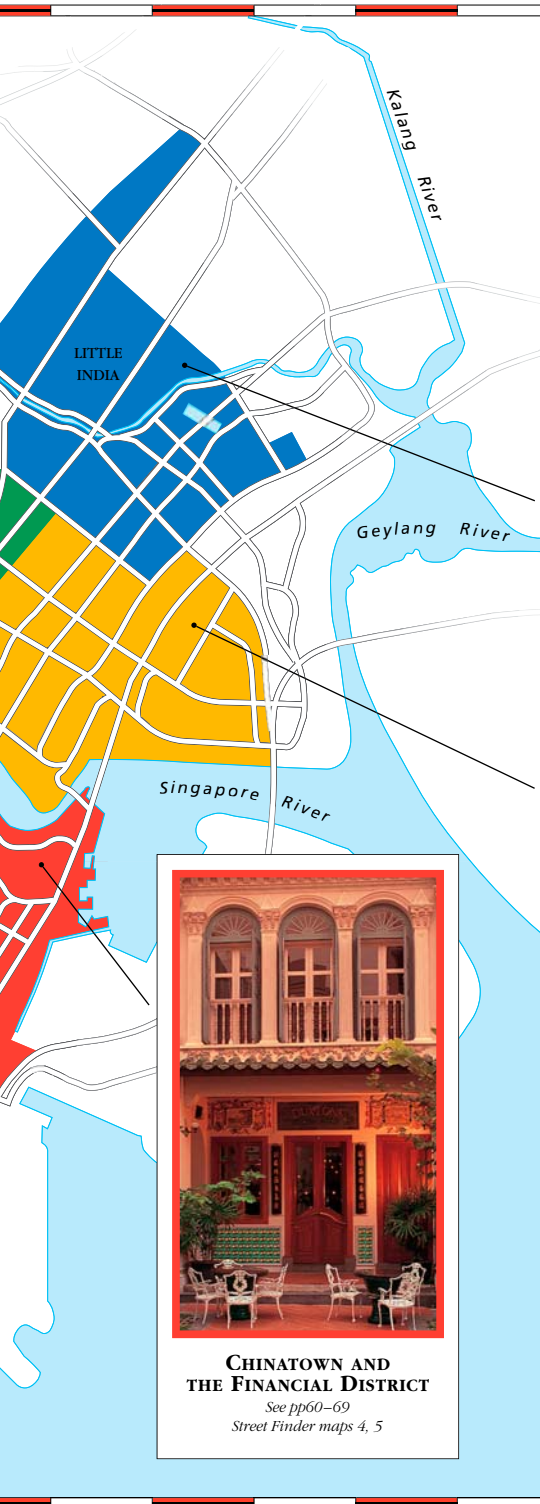 Kalang River
LITTLE
INDIA
Geylang River
Singapore River
CHINATOWN AND
THE FINANCIAL DISTRICT
See pp60–69
Street Finder maps 4, 5